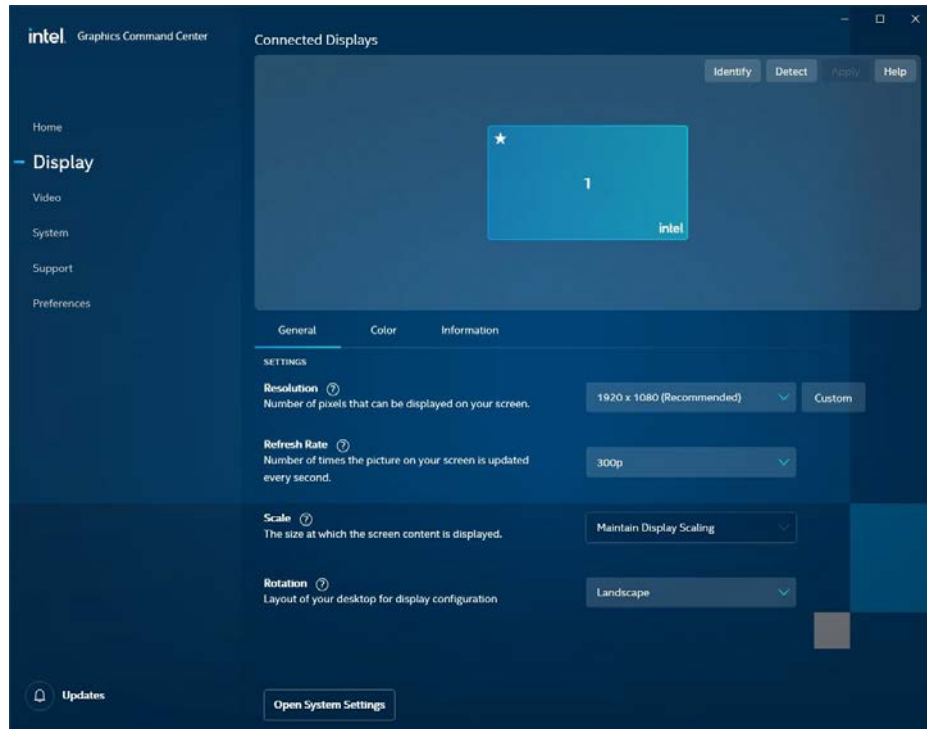 intel. Graphics Command Center
Connected Displays
Identify
Detect
Apply
Help
Home
Display
Video
System
Support
Preferences
1
intel
General
Color
Information
SETTINGS
Resolution ?
Number of pixels that can be displayed on your screen.
1920 x 1080 (Recommended)
Custom
Refresh Rate ?
Number of times the picture on your screen is updated
every second.
300p
Scale ?
The size at which the screen content is displayed.
Maintain Display Scaling
Rotation ?
Layout of your desktop for display configuration
Landscape
Updates
Open System Settings